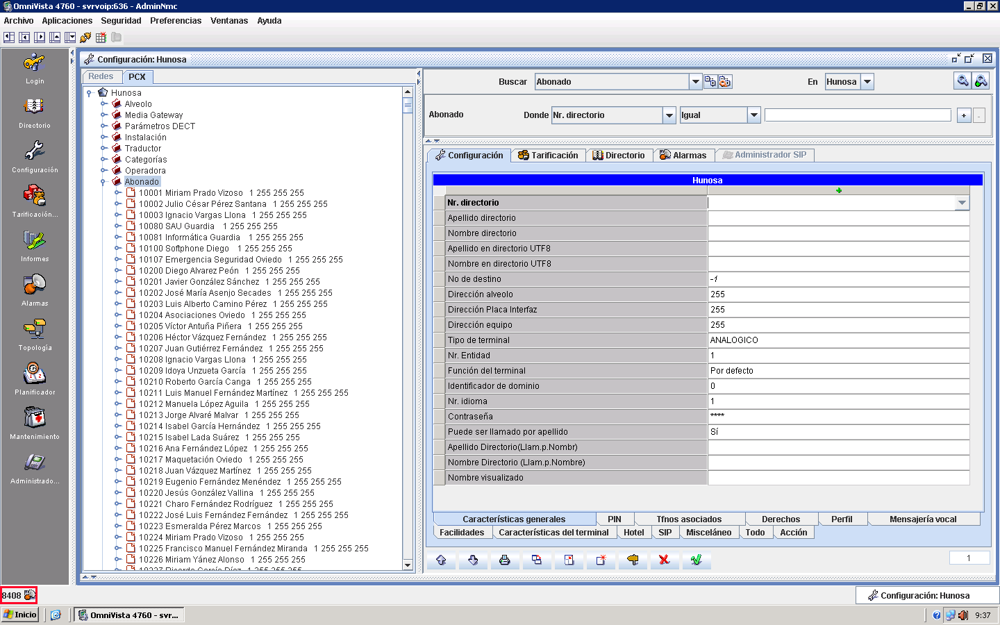 OmniVista 4760 - svrvoip:636 - AdminNmc
Archivo Aplicaciones Seguridad Preferencias Ventanas Ayuda
Login
Directorio
Configuración
Tarificación...
Informes
Alarmas
Topología
Planificador
Mantenimiento
Administrado...
Configuración: Hunosa
Redes PCX
Hunosa
Alveolo
Media Gateway
Parámetros DECT
Instalación
Traductor
Categorías
Operadora
Abonado
10001 Miriam Prado Vizoso 1 255 255 255
10002 Julio César Pérez Santana 1 255 255 255
10003 Ignacio Vargas Llona 1 255 255 255
10080 SAU Guardia 1 255 255 255
10081 Informática Guardia 1 255 255 255
10100 Softphone Diego 1 255 255 255
10107 Emergencia Seguridad Oviedo 1 255 255 255
10200 Diego Alvarez Peón 1 255 255 255
10201 Javier González Sánchez 1 255 255 255
10202 José María Asenjo Secades 1 255 255 255
10203 Luis Alberto Camino Pérez 1 255 255 255
10204 Asociaciones Oviedo 1 255 255 255
10205 Víctor Antuña Piñera 1 255 255 255
10206 Héctor Vázquez Fernández 1 255 255 255
10207 Juan Gutiérrez Fernández 1 255 255 255
10208 Ignacio Vargas Llona 1 255 255 255
10209 Idoya Unzueta García 1 255 255 255
10210 Roberto García Canga 1 255 255 255
10211 Luis Manuel Fernández Martínez 1 255 255 255
10212 Manuela López Aguila 1 255 255 255
10213 Jorge Alvaré Malvar 1 255 255 255
10214 Isabel García Hernández 1 255 255 255
10215 Isabel Lada Suárez 1 255 255 255
10216 Ana Fernández López 1 255 255 255
10217 Maquetación Oviedo 1 255 255 255
10218 Juan Vázquez Martínez 1 255 255 255
10219 Eugenio Fernández Menéndez 1 255 255 255
10220 Jesús González Vallina 1 255 255 255
10221 Charo Fernández Rodríguez 1 255 255 255
10222 José Luis Fernández Fernández 1 255 255 255
10223 Esmeralda Pérez Marcos 1 255 255 255
10224 Miriam Prado Vizoso 1 255 255 255
10225 Francisco Manuel Fernández Miranda 1 255 255 255
10226 Miriam Yánez Alonso 1 255 255 255
10227 Ricardo García Díaz 1 255 255 255
Buscar Abonado En Hunosa
Abonado Donde Nr. directorio Igual + -
Configuración Tarificación Directorio Alarmas Administrador SIP
Hunosa
Nr. directorio
Apellido directorio
Nombre directorio
Apellido en directorio UTF8
Nombre en directorio UTF8
No de destino -1
Dirección alveolo 255
Dirección Placa Interfaz 255
Dirección equipo 255
Tipo de terminal ANALOGICO
Nr. Entidad 1
Función del terminal Por defecto
Identificador de dominio 0
Nr. idioma 1
Contraseña ****
Puede ser llamado por apellido Sí
Apellido Directorio(Llam.p.Nombr)
Nombre Directorio (Llam.p.Nombre)
Nombre visualizado
Características generales PIN Tfnos asociados Derechos Perfil Mensajería vocal
Facilidades Características del terminal Hotel SIP Misceláneo Todo Acción
1
8408 Configuración: Hunosa
Inicio OmniVista 4760 - svr... 9:37